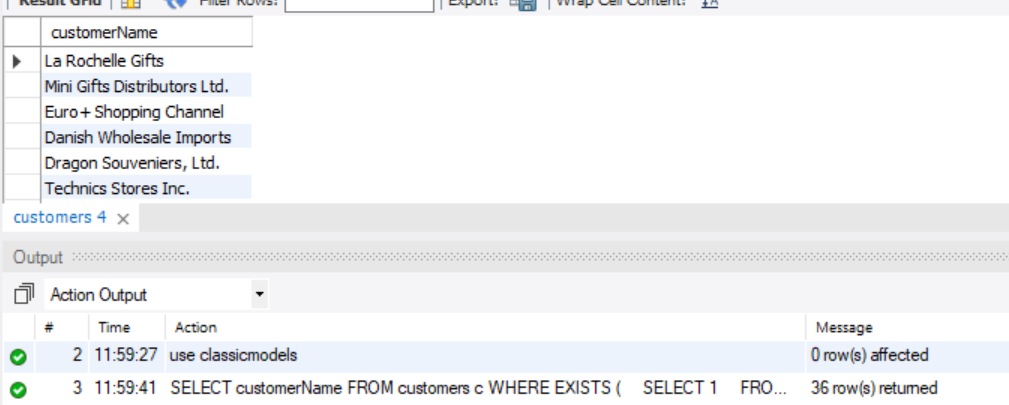 Result Grid Filter Rows: Export: Wrap Cell Content: IA
customerName
La Rochelle Gifts
Mini Gifts Distributors Ltd.
Euro+ Shopping Channel
Danish Wholesale Imports
Dragon Souveniers, Ltd.
Technics Stores Inc.
customers 4
Output
Action Output
# Time Action Message
2 11:59:27 use classicmodels 0 row(s) affected
3 11:59:41 SELECT customerName FROM customers c WHERE EXISTS ( SELECT 1 FRO... 36 row(s) returned